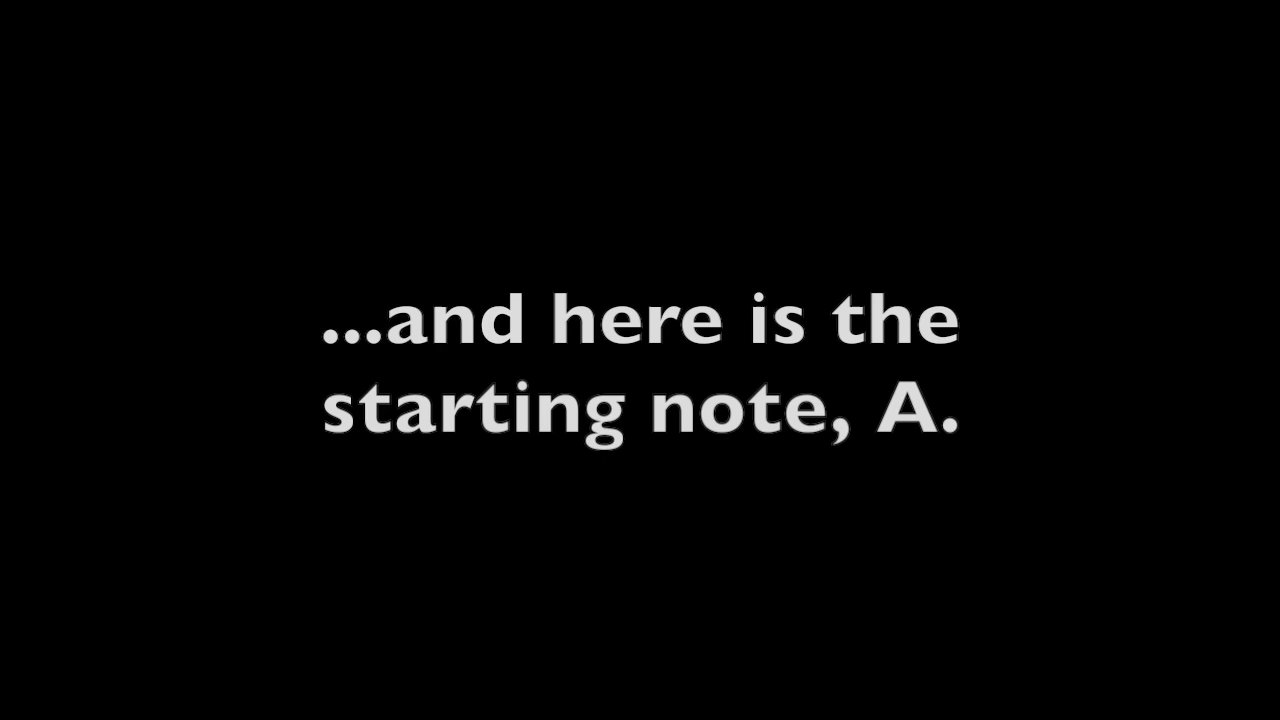 ...and here is the
starting note, A.